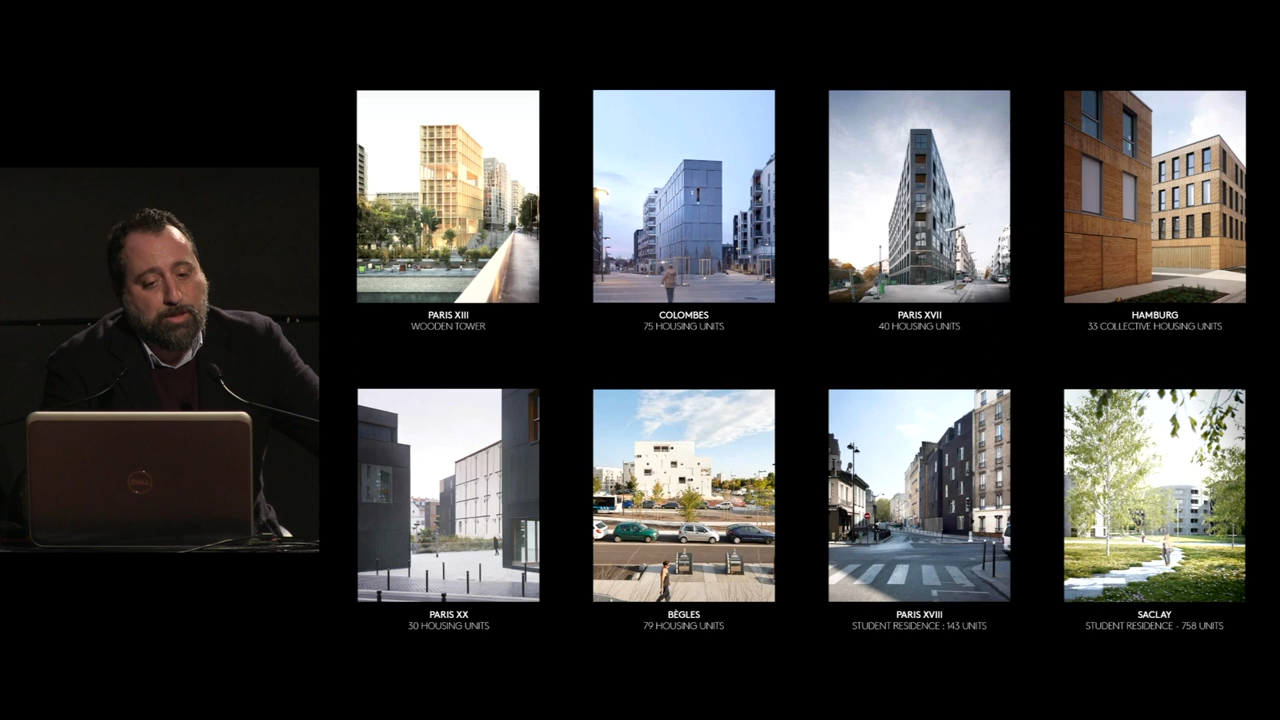 PARIS XIII
WOODEN TOWER
COLOMBES
75 HOUSING UNITS
PARIS XVII
40 HOUSING UNITS
HAMBURG
33 COLLECTIVE HOUSING UNITS
DELL
PARIS XX
30 HOUSING UNITS
BÈGLES
79 HOUSING UNITS
PARIS XVIII
STUDENT RESIDENCE : 143 UNITS
SACLAY
STUDENT RESIDENCE - 758 UNITS